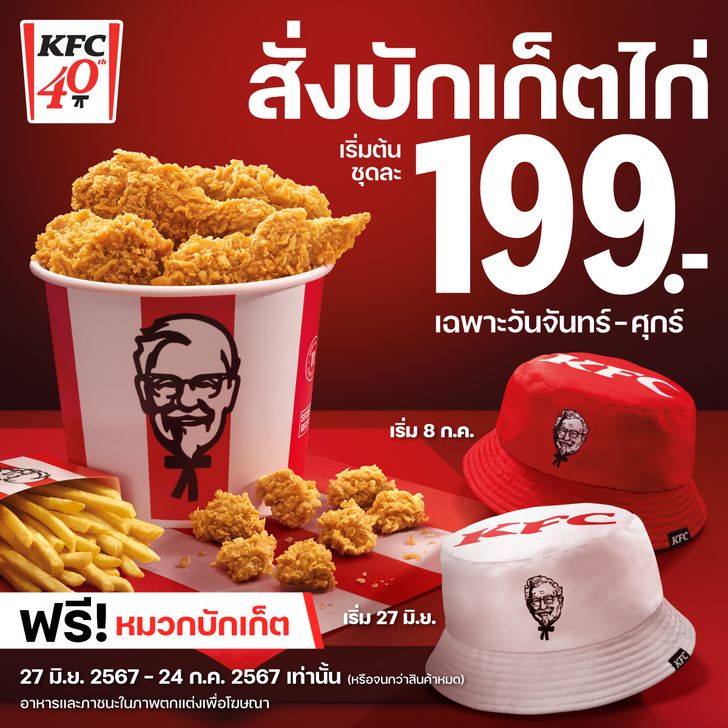 KFC
40th
สั่งบักเก็ตไก่
เริ่มต้น
ชุดละ
199.-
เฉพาะวันจันทร์-ศุกร์
เริ่ม 8 ก.ค.
KFC
KFC
KFC
เริ่ม 27 มิ.ย.
KFC
ฟรี! หมวกบักเก็ต
27 มิ.ย. 2567 - 24 ก.ค. 2567 เท่านั้น (หรือจนกว่าสินค้าหมด)
อาหารและภาชนะในภาพตกแต่งเพื่อโฆษณา